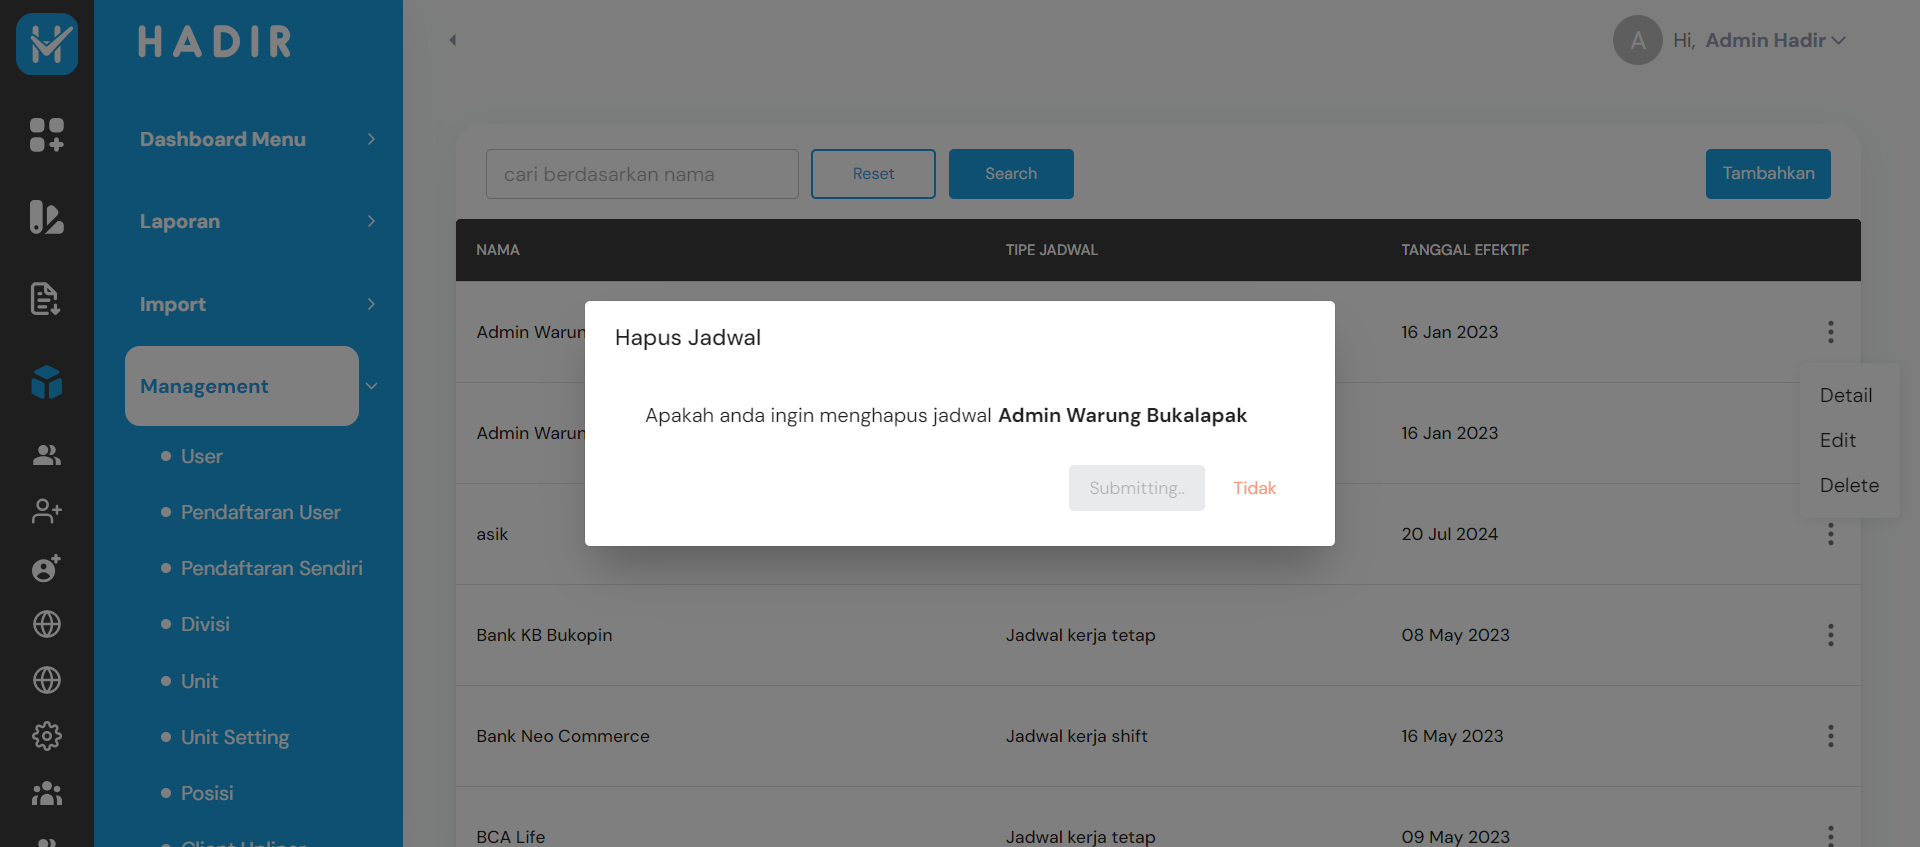 HADIR
Hi, Admin Hadir
A
Dashboard Menu
Laporan
Import
Management
User
Pendaftaran User
Pendaftaran Sendiri
Divisi
Unit
Unit Setting
Posisi
cari berdasarkan nama
Reset
Search
Tambahkan
NAMA TIPE JADWAL TANGGAL EFEKTIF
Admin Warun 16 Jan 2023
Admin Warun 16 Jan 2023
asik 20 Jul 2024
Bank KB Bukopin Jadwal kerja tetap 08 May 2023
Bank Neo Commerce Jadwal kerja shift 16 May 2023
BCA Life Jadwal kerja tetap 09 May 2023
Detail
Edit
Delete
Hapus Jadwal
Apakah anda ingin menghapus jadwal Admin Warung Bukalapak
Submitting..
Tidak